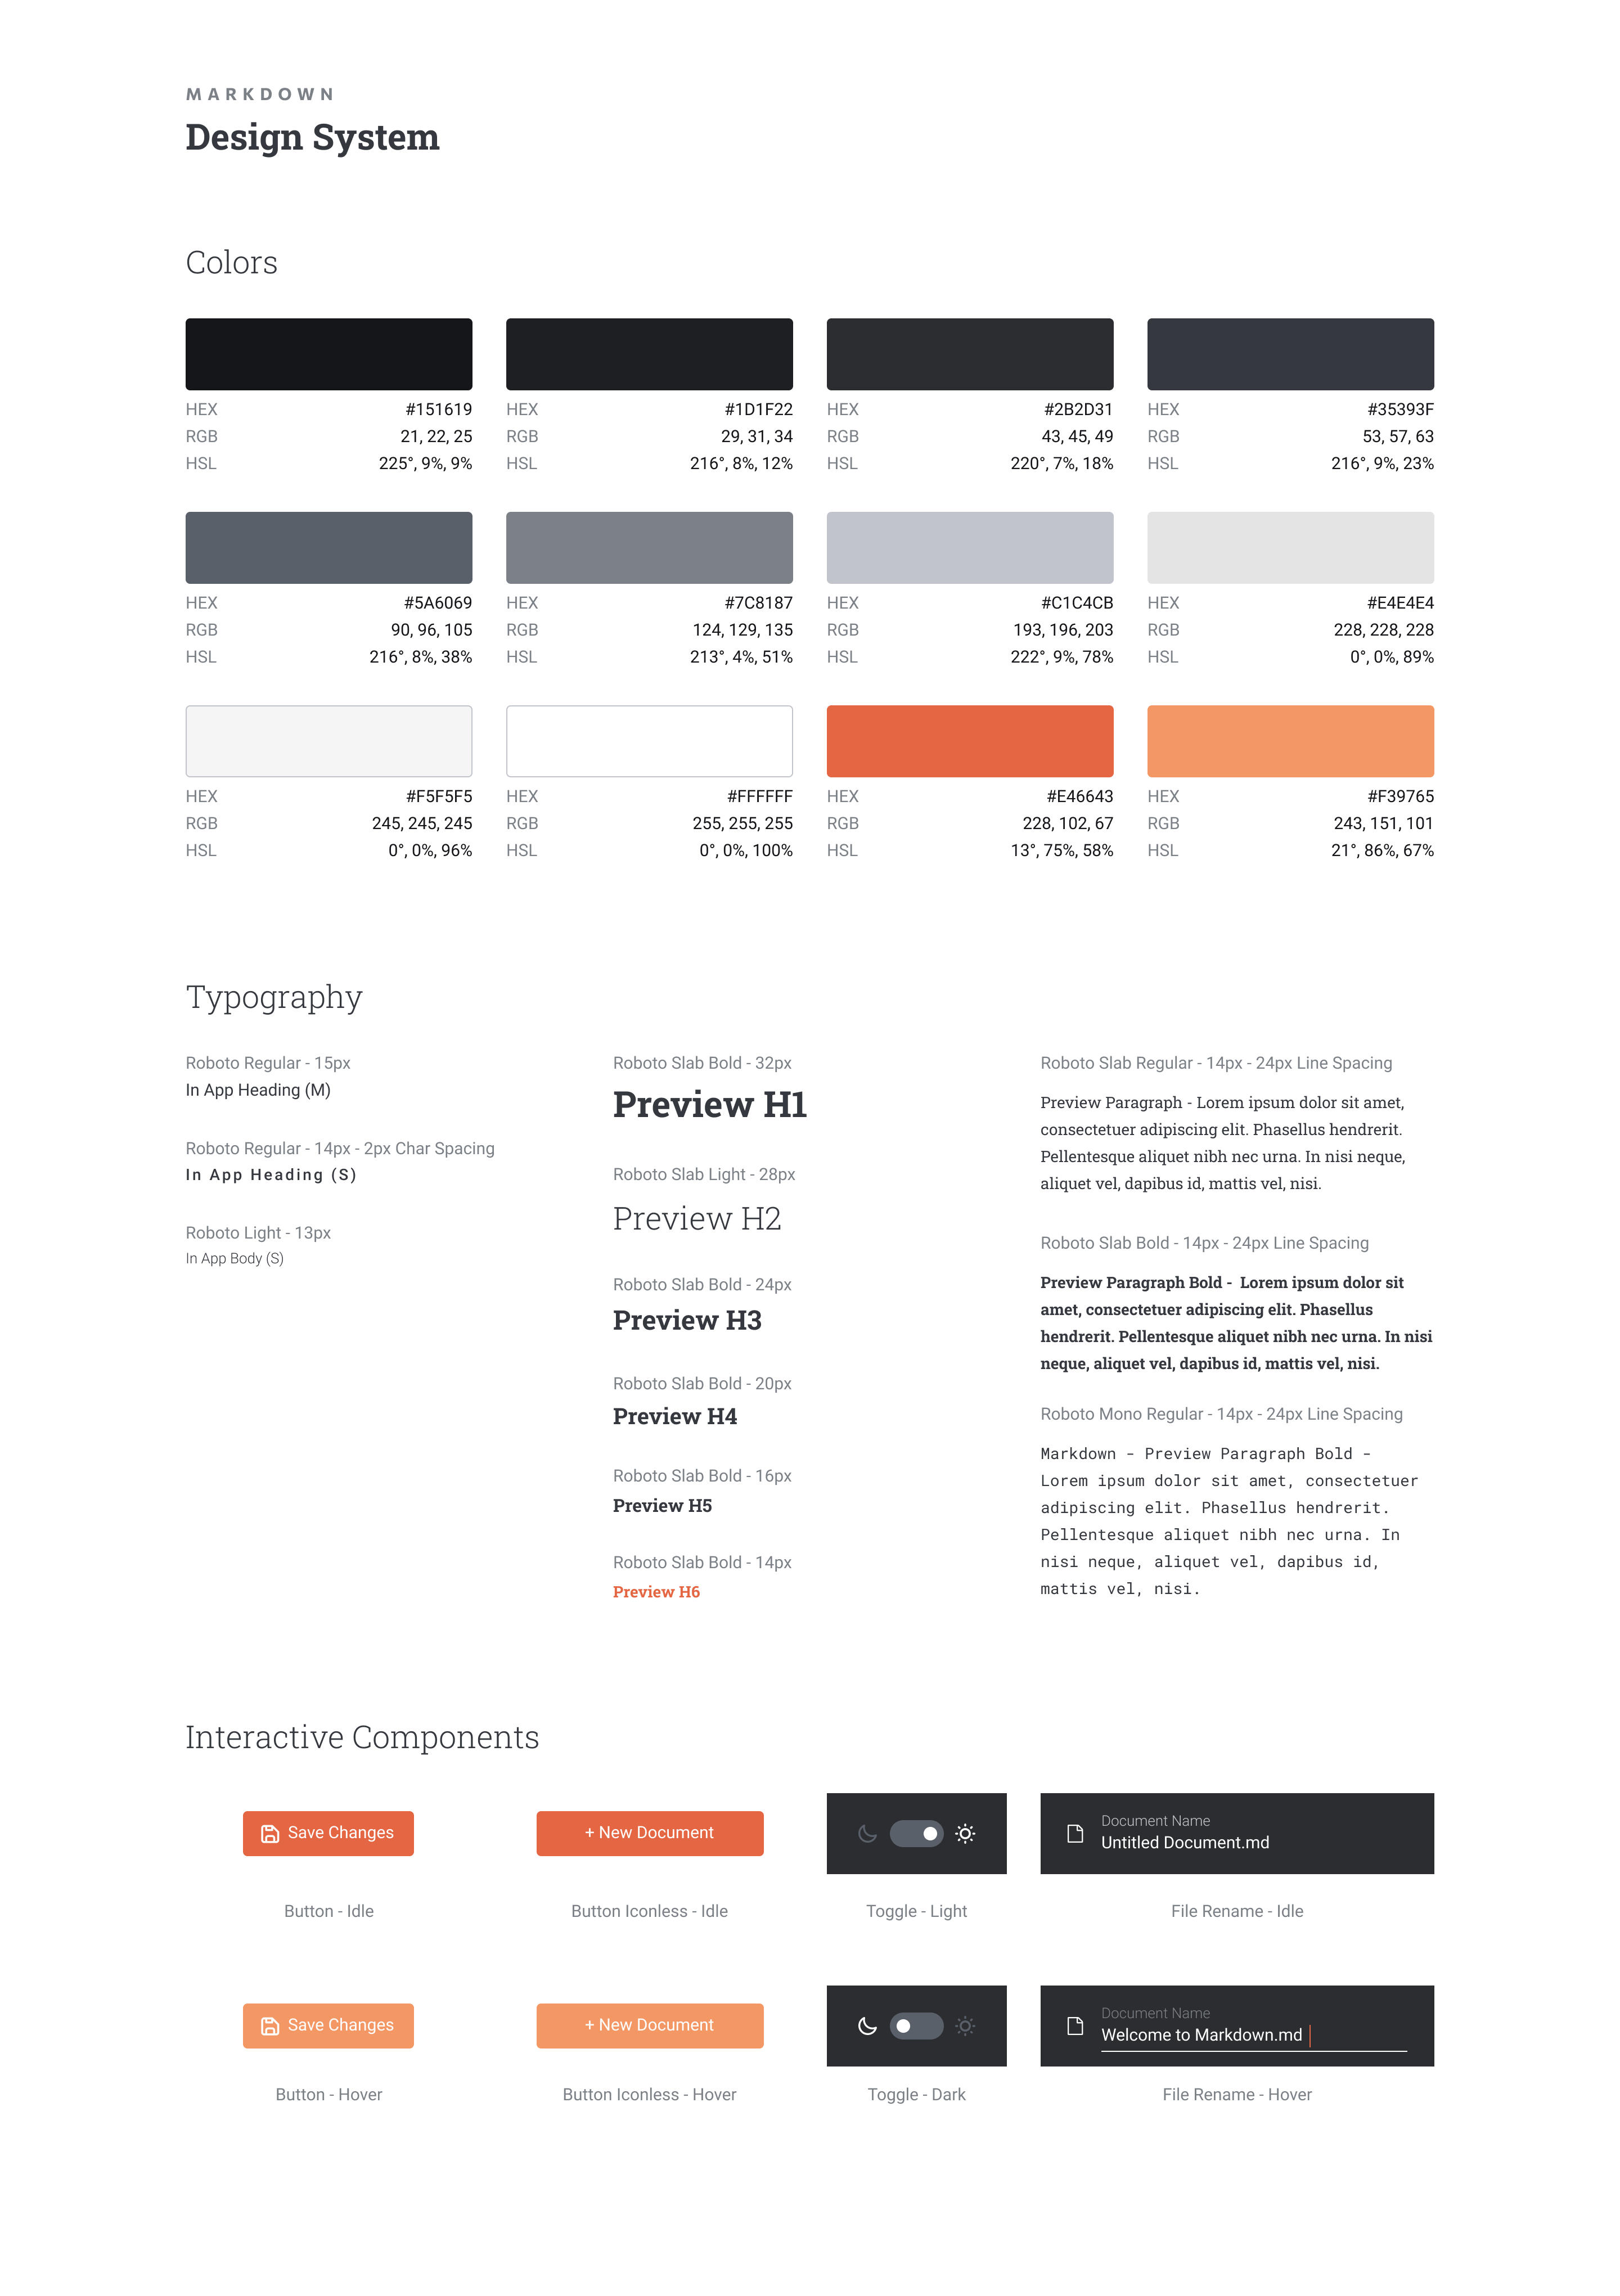 MARKDOWN
Design System
Colors
HEX #151619
RGB 21, 22, 25
HSL 225°, 9%, 9%
HEX #1D1F22
RGB 29, 31, 34
HSL 216°, 8%, 12%
HEX #2B2D31
RGB 43, 45, 49
HSL 220°, 7%, 18%
HEX #35393F
RGB 53, 57, 63
HSL 216°, 9%, 23%
HEX #5A6069
RGB 90, 96, 105
HSL 216°, 8%, 38%
HEX #7C8187
RGB 124, 129, 135
HSL 213°, 4%, 51%
HEX #C1C4CB
RGB 193, 196, 203
HSL 222°, 9%, 78%
HEX #E4E4E4
RGB 228, 228, 228
HSL 0°, 0%, 89%
HEX #F5F5F5
RGB 245, 245, 245
HSL 0°, 0%, 96%
HEX #FFFFFF
RGB 255, 255, 255
HSL 0°, 0%, 100%
HEX #E46643
RGB 228, 102, 67
HSL 13°, 75%, 58%
HEX #F39765
RGB 243, 151, 101
HSL 21°, 86%, 67%
Typography
Roboto Regular - 15px
In App Heading (M)
Roboto Regular - 14px - 2px Char Spacing
In App Heading (S)
Roboto Light - 13px
In App Body (S)
Roboto Slab Bold - 32px
Preview H1
Roboto Slab Light - 28px
Preview H2
Roboto Slab Bold - 24px
Preview H3
Roboto Slab Bold - 20px
Preview H4
Roboto Slab Bold - 16px
Preview H5
Roboto Slab Bold - 14px
Preview H6
Roboto Slab Regular - 14px - 24px Line Spacing
Preview Paragraph - Lorem ipsum dolor sit amet,
consectetuer adipiscing elit. Phasellus hendrerit.
Pellentesque aliquet nibh nec urna. In nisi neque,
aliquet vel, dapibus id, mattis vel, nisi.
Roboto Slab Bold - 14px - 24px Line Spacing
Preview Paragraph Bold -  Lorem ipsum dolor sit
amet, consectetuer adipiscing elit. Phasellus
hendrerit. Pellentesque aliquet nibh nec urna. In nisi
neque, aliquet vel, dapibus id, mattis vel, nisi.
Roboto Mono Regular - 14px - 24px Line Spacing
Markdown - Preview Paragraph Bold -
Lorem ipsum dolor sit amet, consectetuer
adipiscing elit. Phasellus hendrerit.
Pellentesque aliquet nibh nec urna. In
nisi neque, aliquet vel, dapibus id,
mattis vel, nisi.
Interactive Components
Save Changes
Button - Idle
+ New Document
Button Iconless - Idle
Toggle - Light
Document Name
Untitled Document.md
File Rename - Idle
Save Changes
Button - Hover
+ New Document
Button Iconless - Hover
Toggle - Dark
Document Name
Welcome to Markdown.md
File Rename - Hover